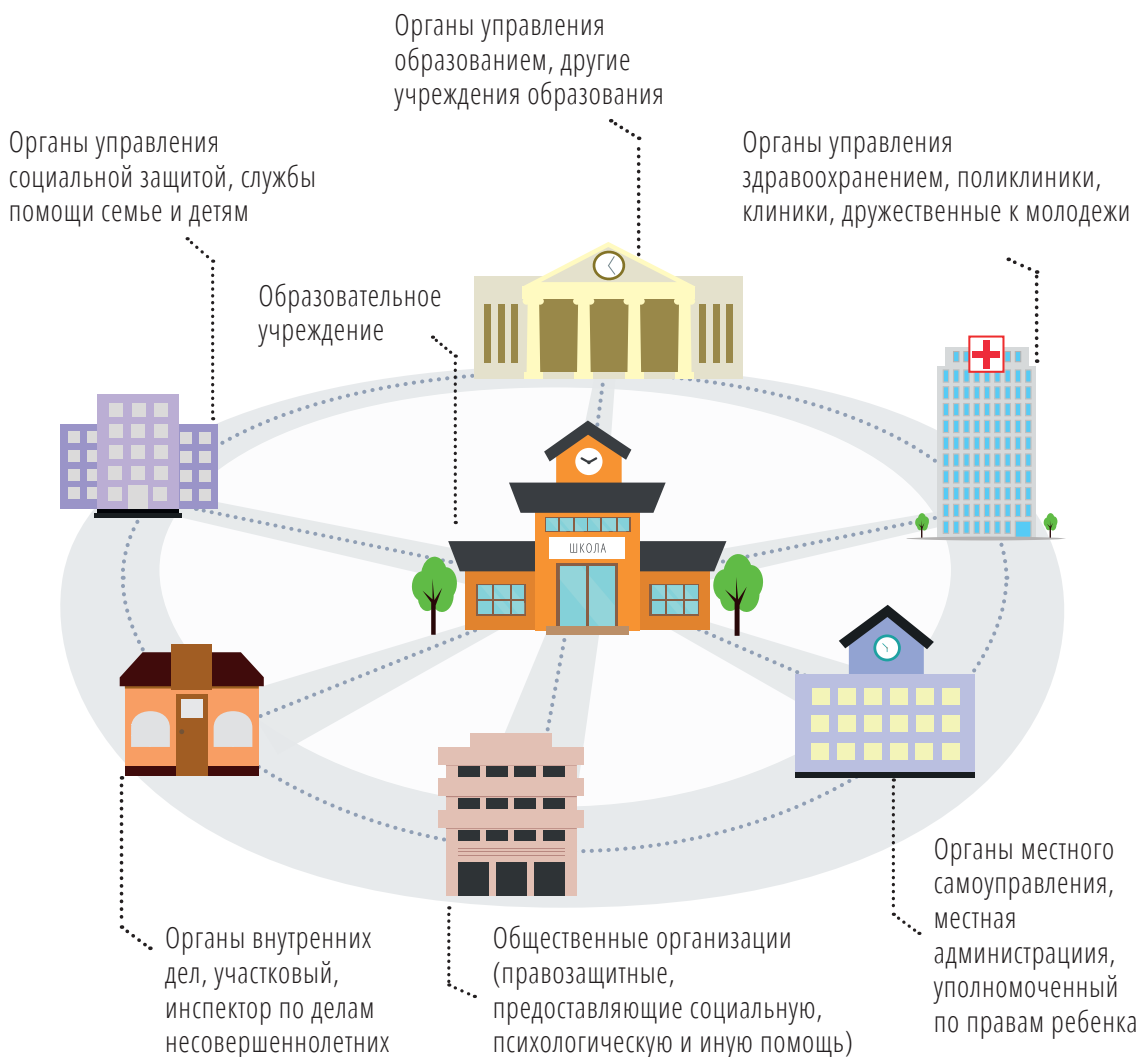 Органы управления
образованием, другие
учреждения образования
Органы управления
социальной защитой, службы
помощи семье и детям
Органы управления
здравоохранением, поликлиники,
клиники, дружественные к молодежи
Образовательное
учреждение
ШКОЛА
Органы местного
самоуправления,
местная
администрациия,
уполномоченный
по правам ребенка
Органы внутренних
дел, участковый,
инспектор по делам
несовершеннолетних
Общественные организации
(правозащитные,
предоставляющие социальную,
психологическую и иную помощь)